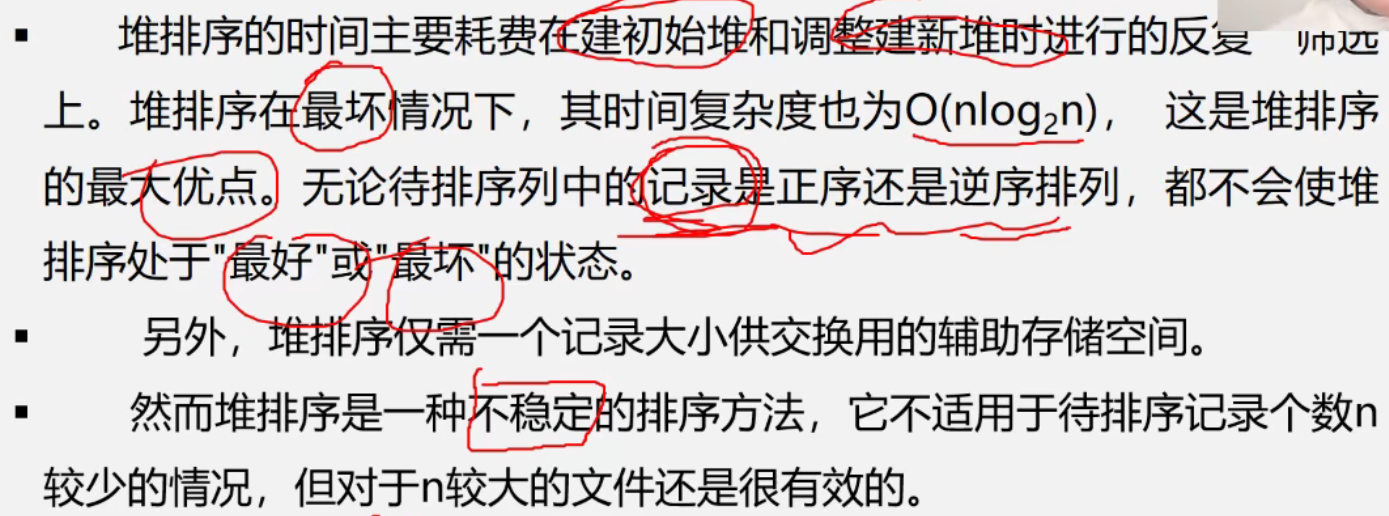 ▪ 堆排序的时间主要耗费在建初始堆和调整建新堆时进行的反复 筛选
上。堆排序在最坏情况下，其时间复杂度也为O(nlog₂n)， 这是堆排序
的最大优点。无论待排序列中的记录是正序还是逆序排列，都不会使堆
排序处于"最好"或"最坏"的状态。
▪ 另外，堆排序仅需一个记录大小供交换用的辅助存储空间。
▪ 然而堆排序是一种不稳定的排序方法，它不适用于待排序记录个数n
较少的情况，但对于n较大的文件还是很有效的。